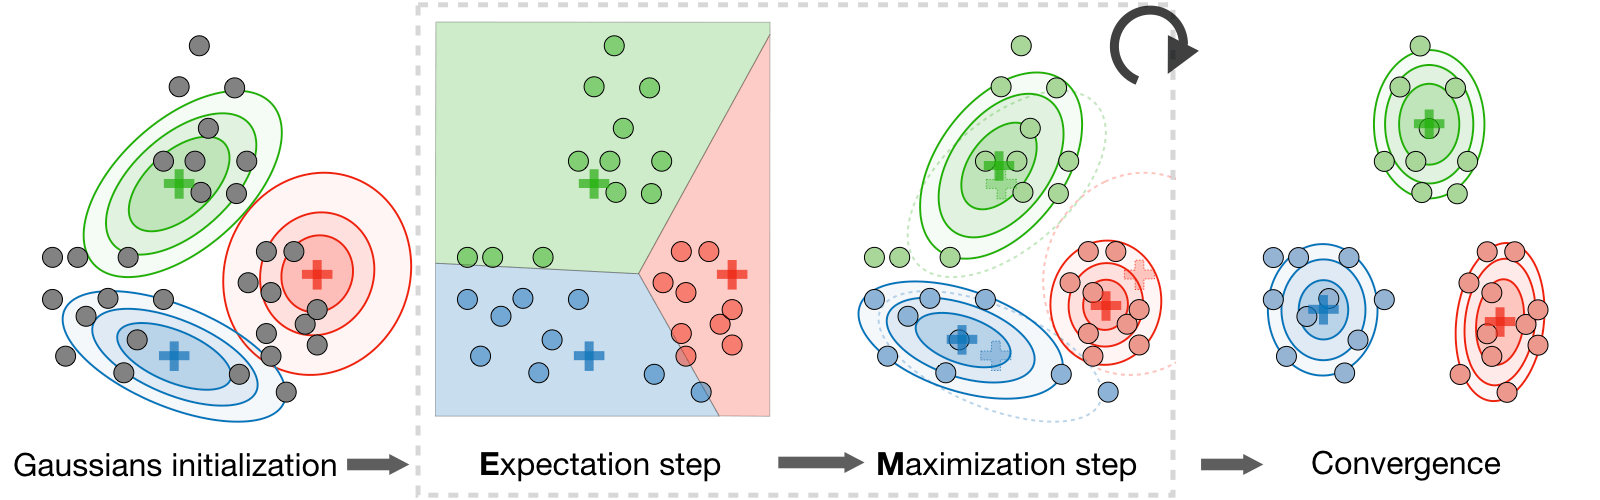 Gaussians initialization
Expectation step
Maximization step
Convergence